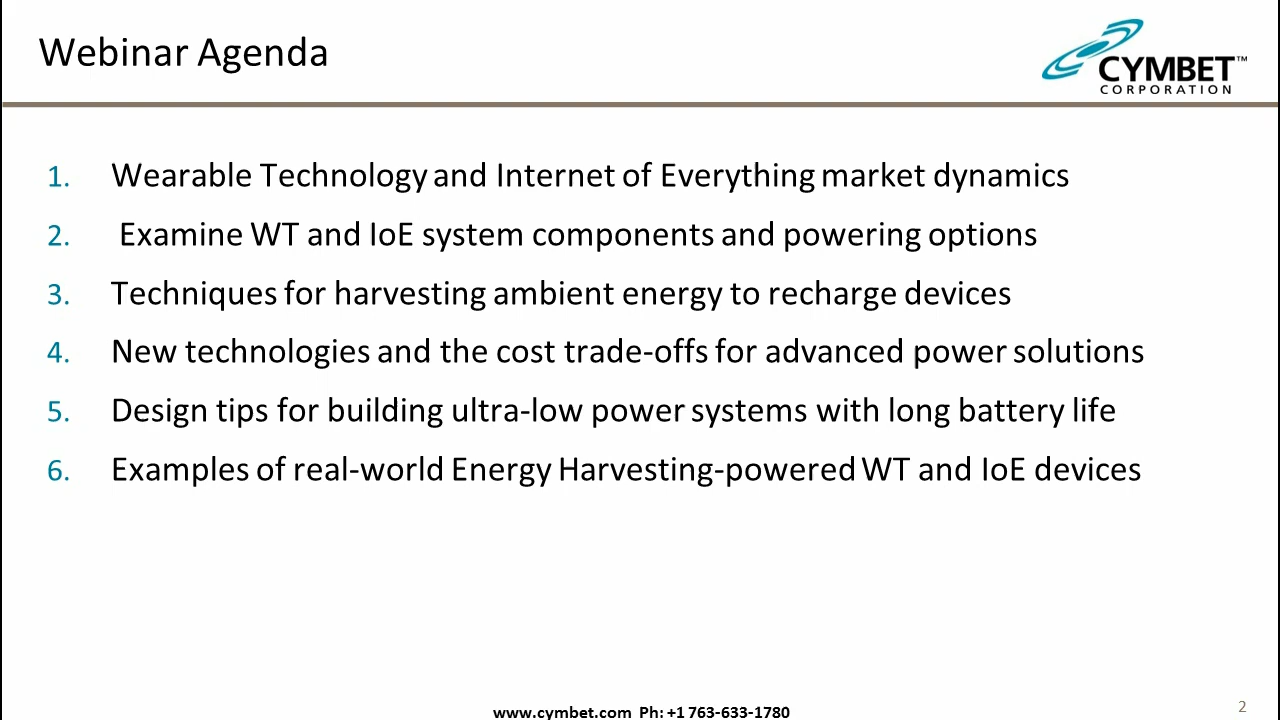 Webinar Agenda
CYMBET™
CORPORATION
1. Wearable Technology and Internet of Everything market dynamics
2. Examine WT and IoE system components and powering options
3. Techniques for harvesting ambient energy to recharge devices
4. New technologies and the cost trade-offs for advanced power solutions
5. Design tips for building ultra-low power systems with long battery life
6. Examples of real-world Energy Harvesting-powered WT and IoE devices
www.cymbet.com Ph: +1 763-633-1780
2